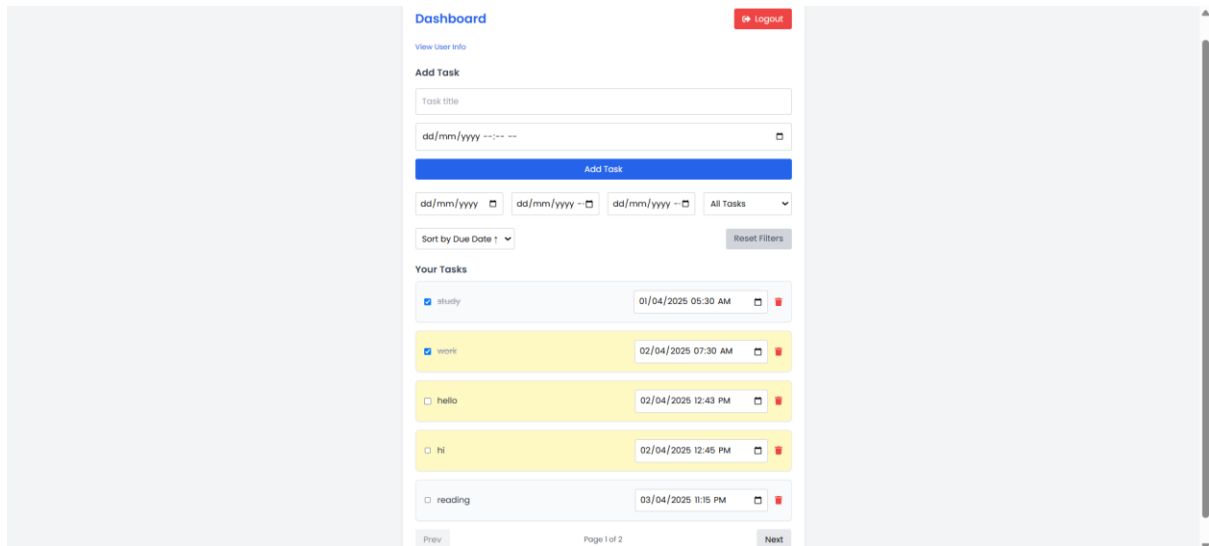 Dashboard
Logout
View User Info
Add Task
Task title
dd/mm/yyyy --:-- --
Add Task
dd/mm/yyyy dd/mm/yyyy -- dd/mm/yyyy -- All Tasks
Sort by Due Date ↑ Reset Filters
Your Tasks
study 01/04/2025 05:30 AM
work 02/04/2025 07:30 AM
hello 02/04/2025 12:43 PM
hi 02/04/2025 12:45 PM
reading 03/04/2025 11:15 PM
Prev Page 1 of 2 Next